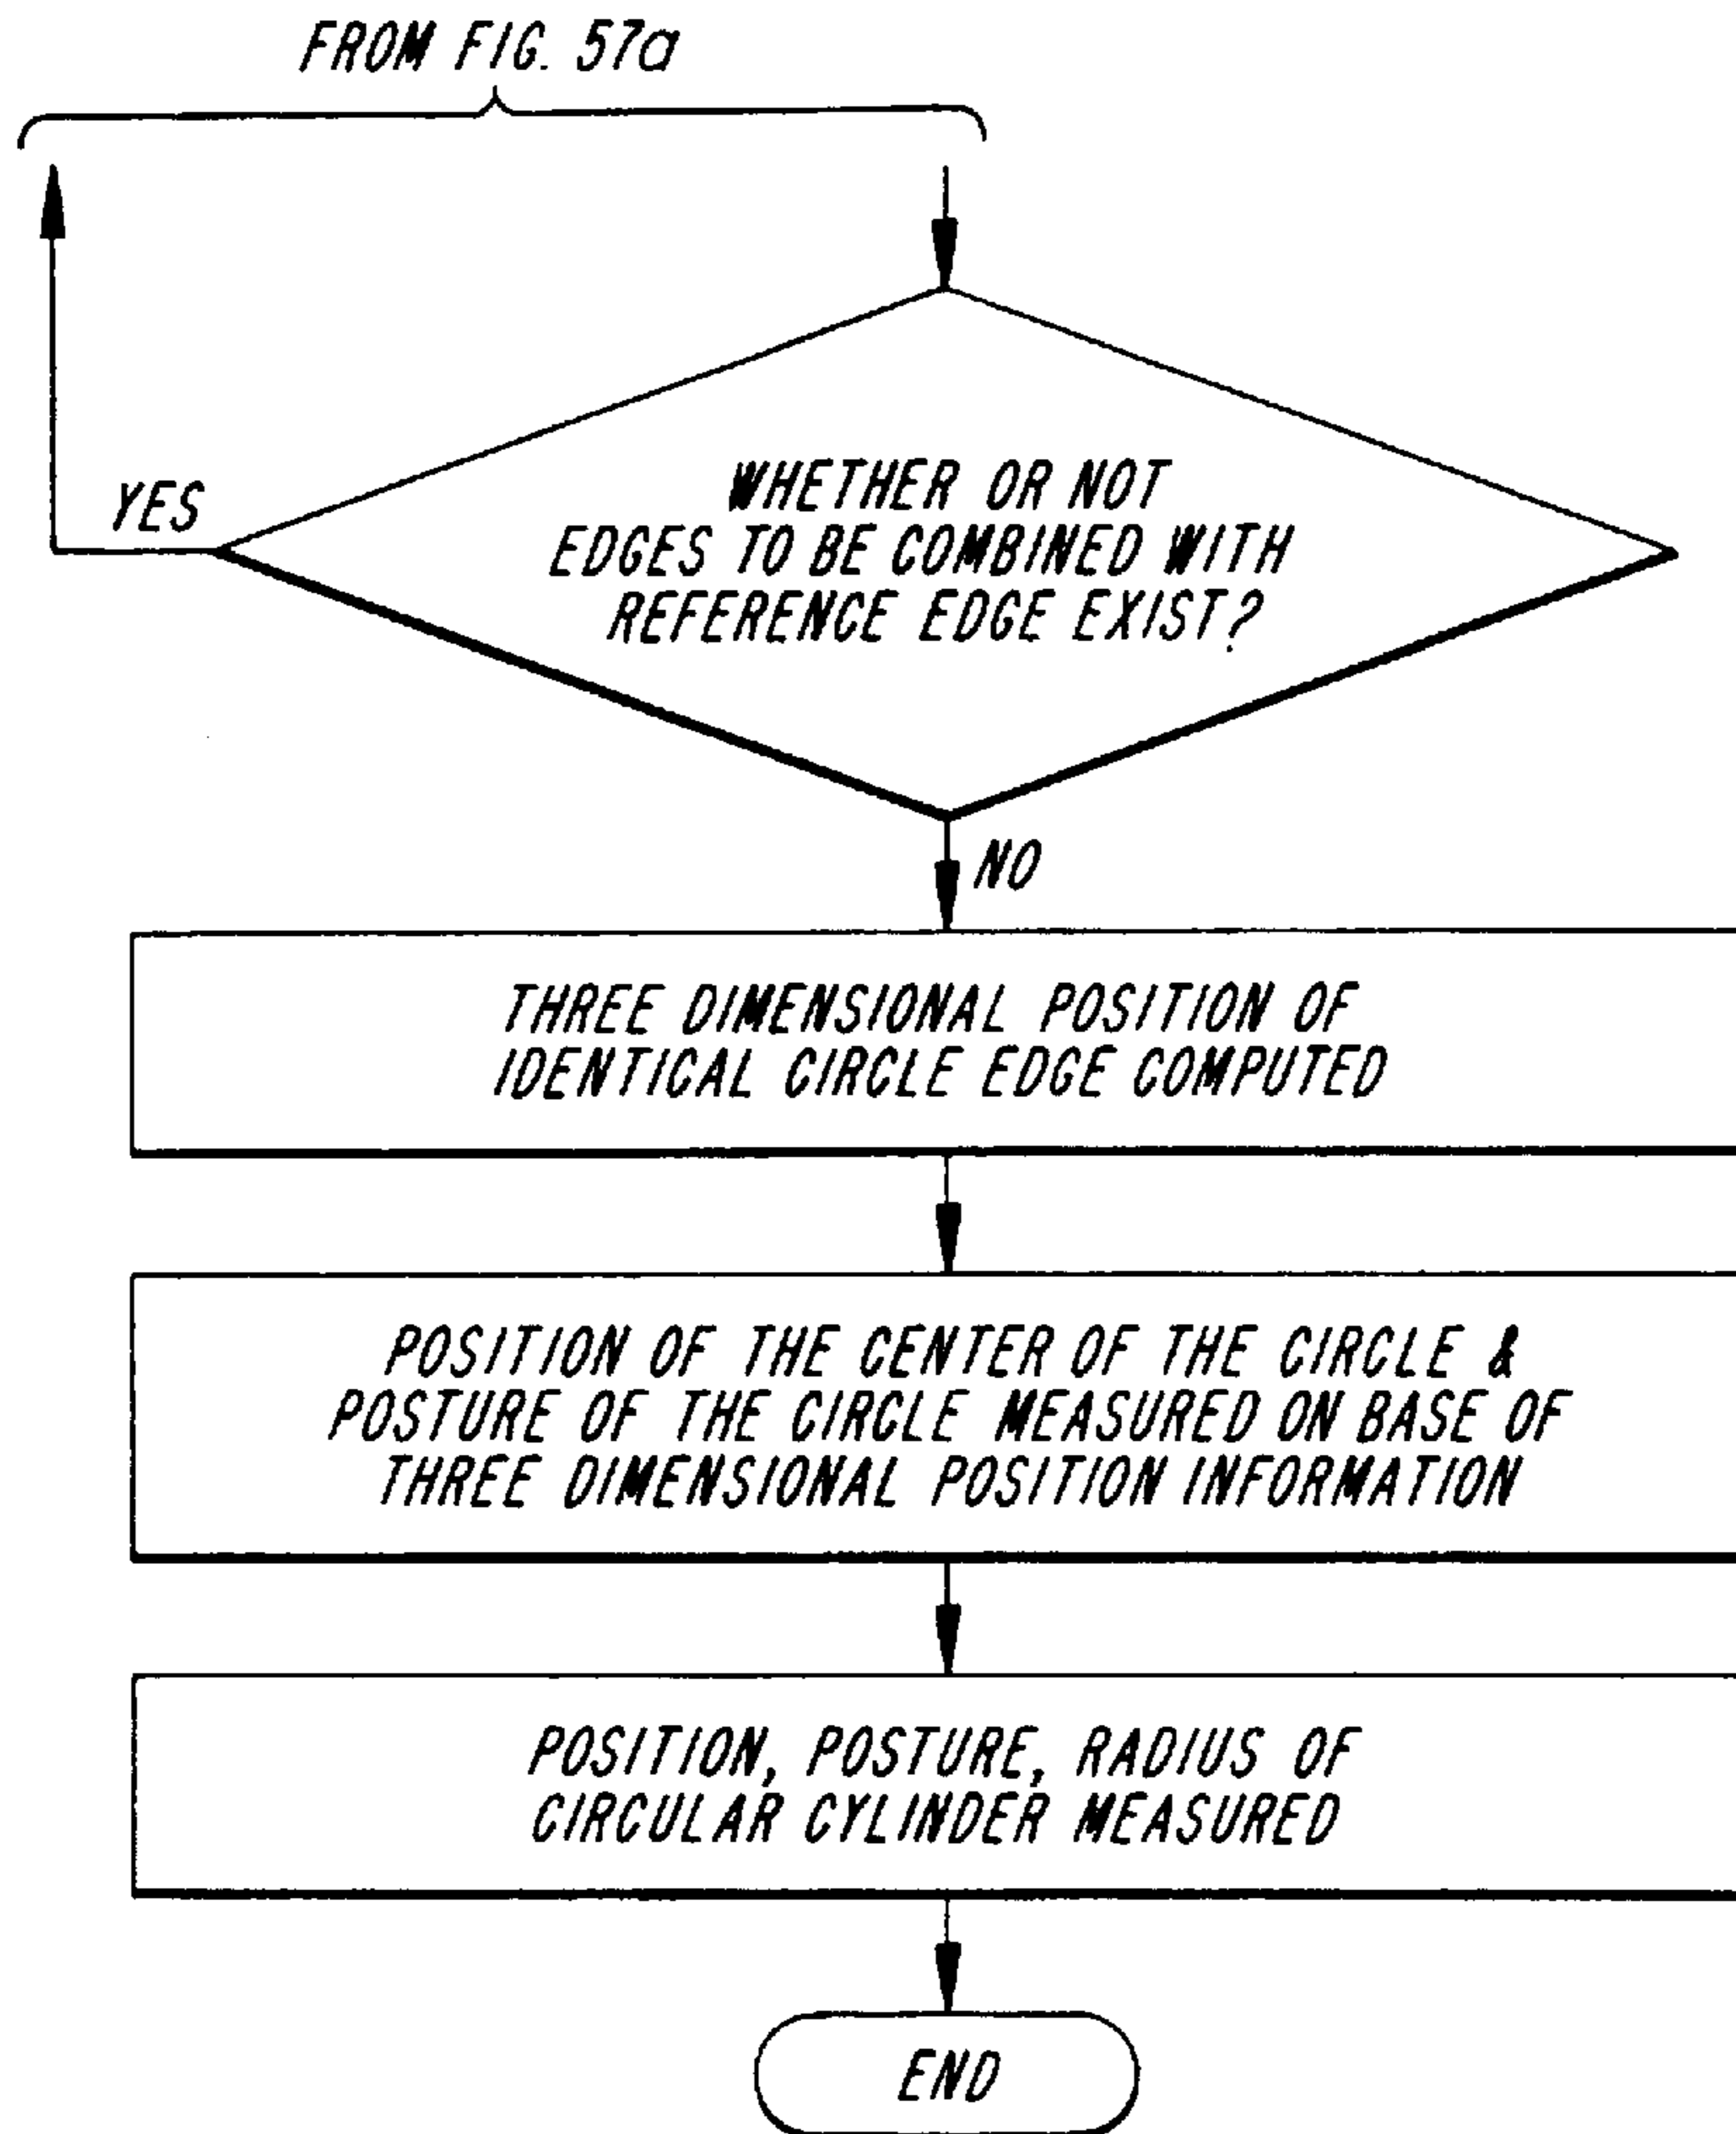 FROM FIG. 57a
YES
WHETHER OR NOT
EDGES TO BE COMBINED WITH
REFERENCE EDGE EXIST?
NO
THREE DIMENSIONAL POSITION OF
IDENTICAL CIRCLE EDGE COMPUTED
POSITION OF THE CENTER OF THE CIRCLE &
POSTURE OF THE CIRCLE MEASURED ON BASE OF
THREE DIMENSIONAL POSITION INFORMATION
POSITION, POSTURE, RADIUS OF
CIRCULAR CYLINDER MEASURED
END